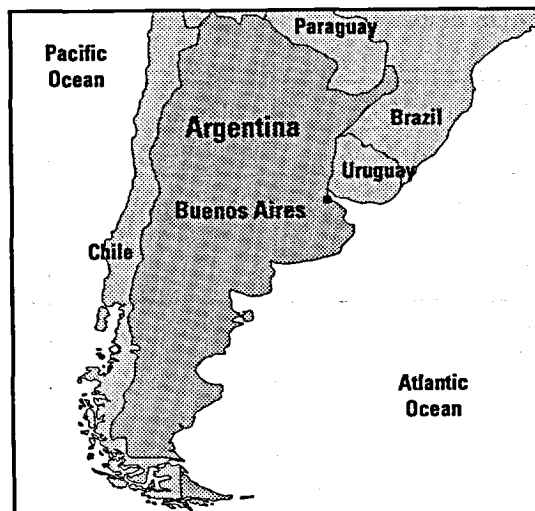 Paraguay
Pacific
Ocean
Brazil
Argentina
Uruguay
Buenos Aires
Chile
Atlantic
Ocean